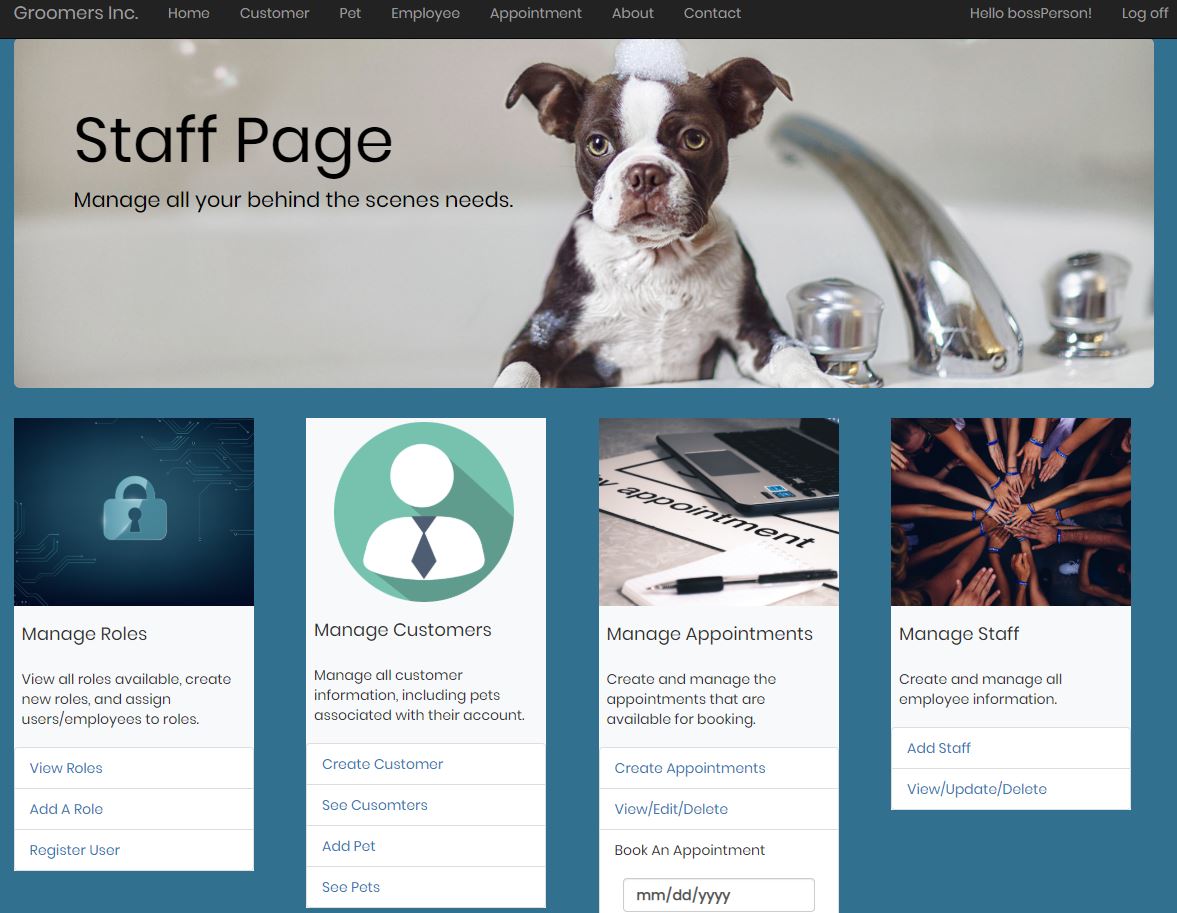 Groomers Inc. Home Customer Pet Employee Appointment About Contact Hello bossPerson! Log off
Staff Page
Manage all your behind the scenes needs.
appointment
Manage Roles
View all roles available, create
new roles, and assign
users/employees to roles.
View Roles
Add A Role
Register User
Manage Customers
Manage all customer
information, including pets
associated with their account.
Create Customer
See Cusomters
Add Pet
See Pets
Manage Appointments
Create and manage the
appointments that are
available for booking.
Create Appointments
View/Edit/Delete
Book An Appointment
mm/dd/yyyy
Manage Staff
Create and manage all
employee information.
Add Staff
View/Update/Delete